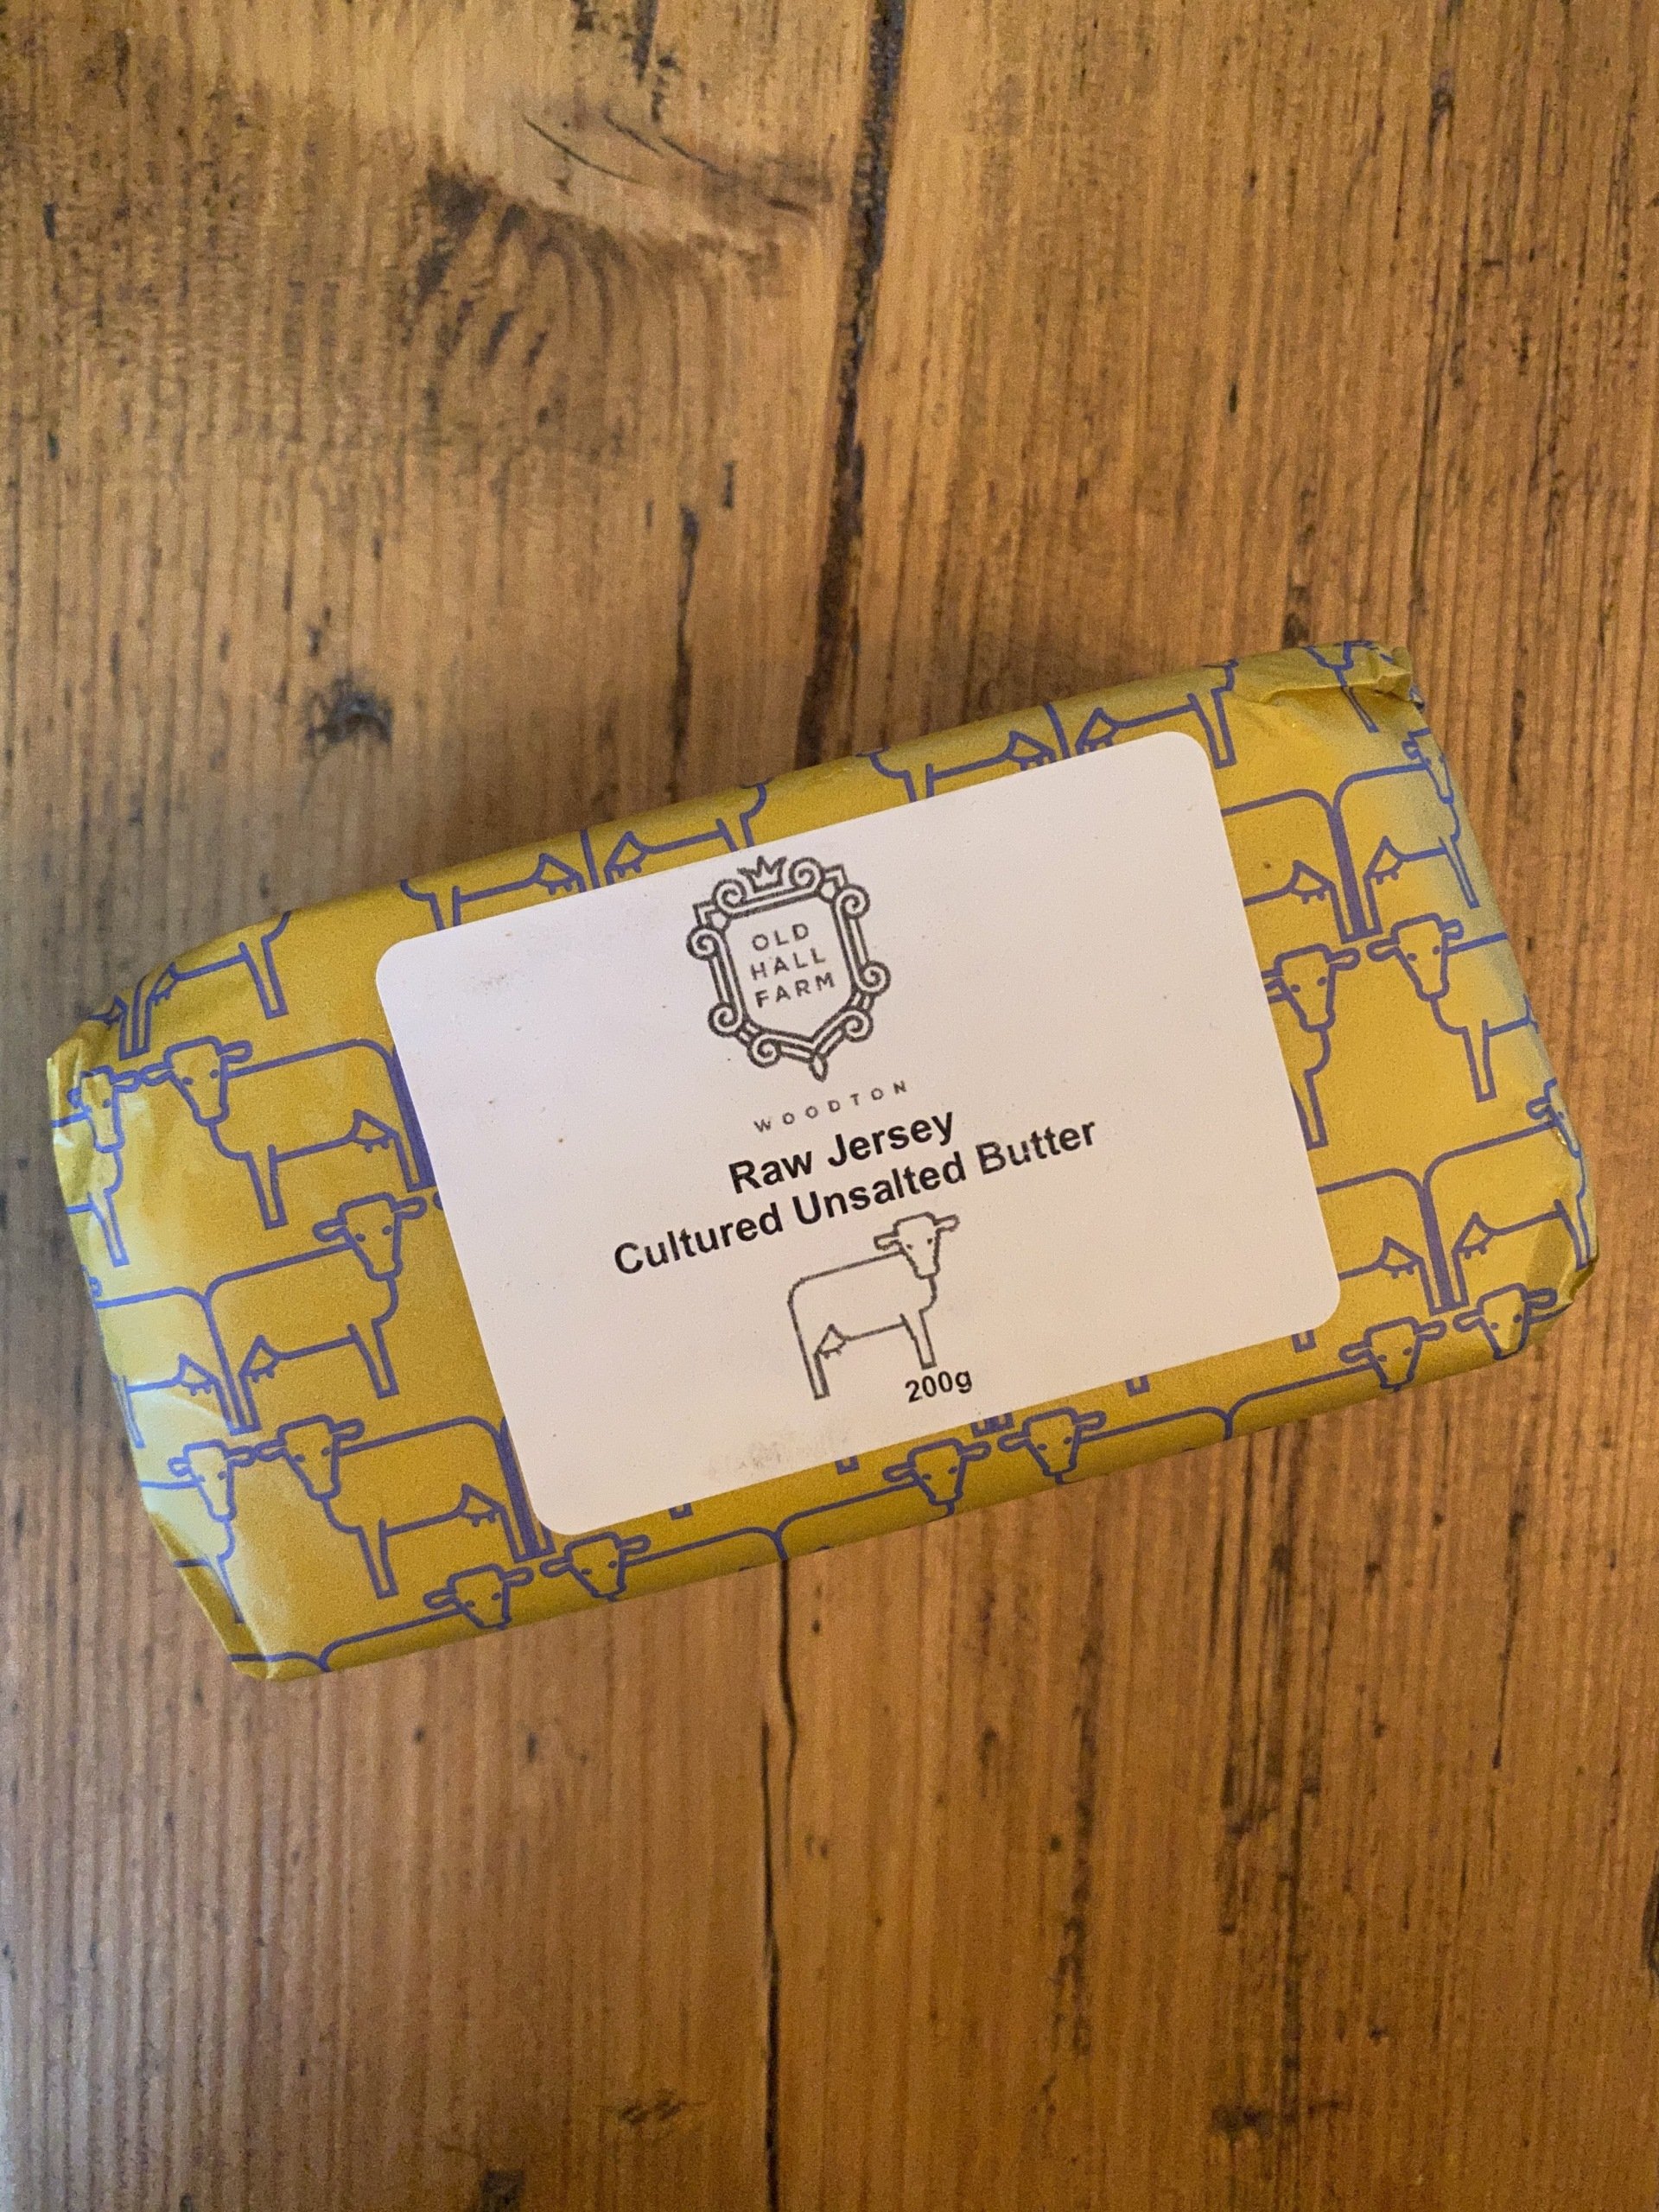 OLD
HALL
FARM
WOODTON
Raw Jersey
Cultured Unsalted Butter
200g